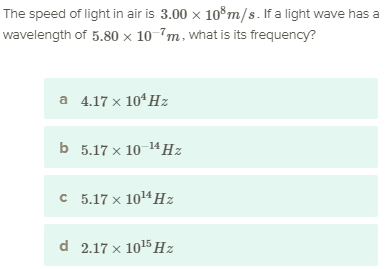 The speed of light in air is 3.00 × 10⁸m/s. If a light wave has a
wavelength of 5.80 × 10⁻⁷m, what is its frequency?
a 4.17 × 10⁴Hz
b 5.17 × 10⁻¹⁴Hz
c 5.17 × 10¹⁴Hz
d 2.17 × 10¹⁵Hz